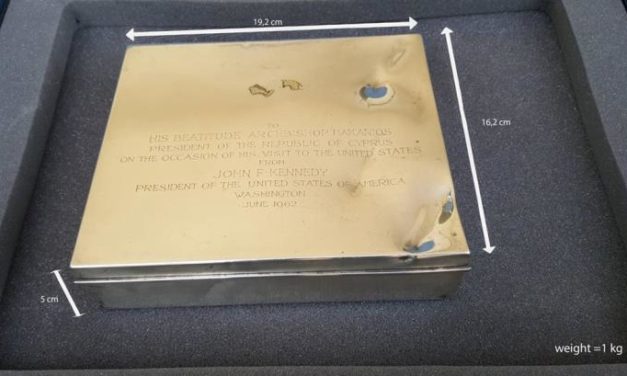 19,2 cm
16,2 cm
TO
HIS BEATITUDE ARCHBISHOP MAKARIOS
PRESIDENT OF THE REPUBLIC OF CYPRUS
ON THE OCCASION OF HIS VISIT TO THE UNITED STATES
FROM
JOHN F. KENNEDY
PRESIDENT OF THE UNITED STATES OF AMERICA
WASHINGTON
JUNE 1962
5 cm
weight =1 kg